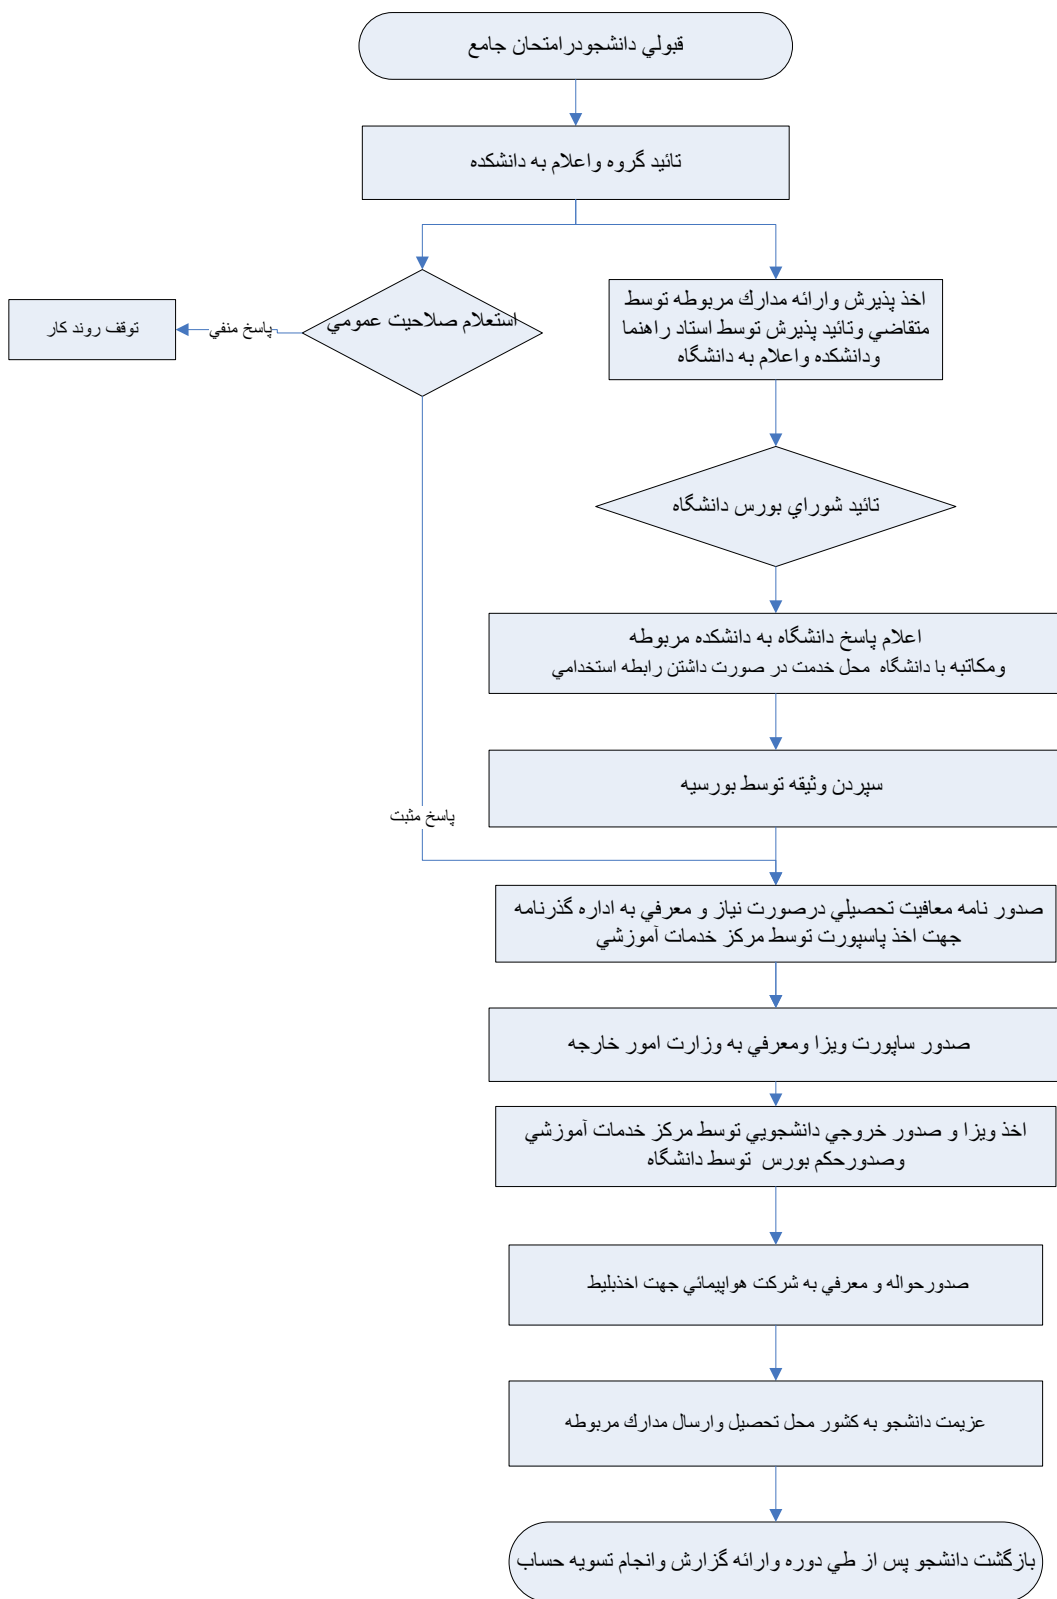 قبولي دانشجودرامتحان جامع
تائيد گروه واعلام به دانشكده
اخذ پذيرش وارائه مدارك مربوطه توسط
متقاضي وتائيد پذيرش توسط استاد راهنما
ودانشكده واعلام به دانشگاه
استعلام صلاحيت عمومي
پاسخ منفي
توقف روند كار
تائيد شوراي بورس دانشگاه
اعلام پاسخ دانشگاه به دانشكده مربوطه
ومكاتبه با دانشگاه محل خدمت در صورت داشتن رابطه استخدامي
سپردن وثيقه توسط بورسيه
پاسخ مثبت
صدور نامه معافيت تحصيلي درصورت نياز و معرفي به اداره گذرنامه
جهت اخذ پاسپورت توسط مركز خدمات آموزشي
صدور ساپورت ويزا ومعرفي به وزارت امور خارجه
اخذ ويزا و صدور خروجي دانشجويي توسط مركز خدمات آموزشي
وصدورحكم بورس توسط دانشگاه
صدورحواله و معرفي به شركت هواپيمائي جهت اخذبليط
عزيمت دانشجو به كشور محل تحصيل وارسال مدارك مربوطه
بازگشت دانشجو پس از طي دوره وارائه گزارش وانجام تسويه حساب